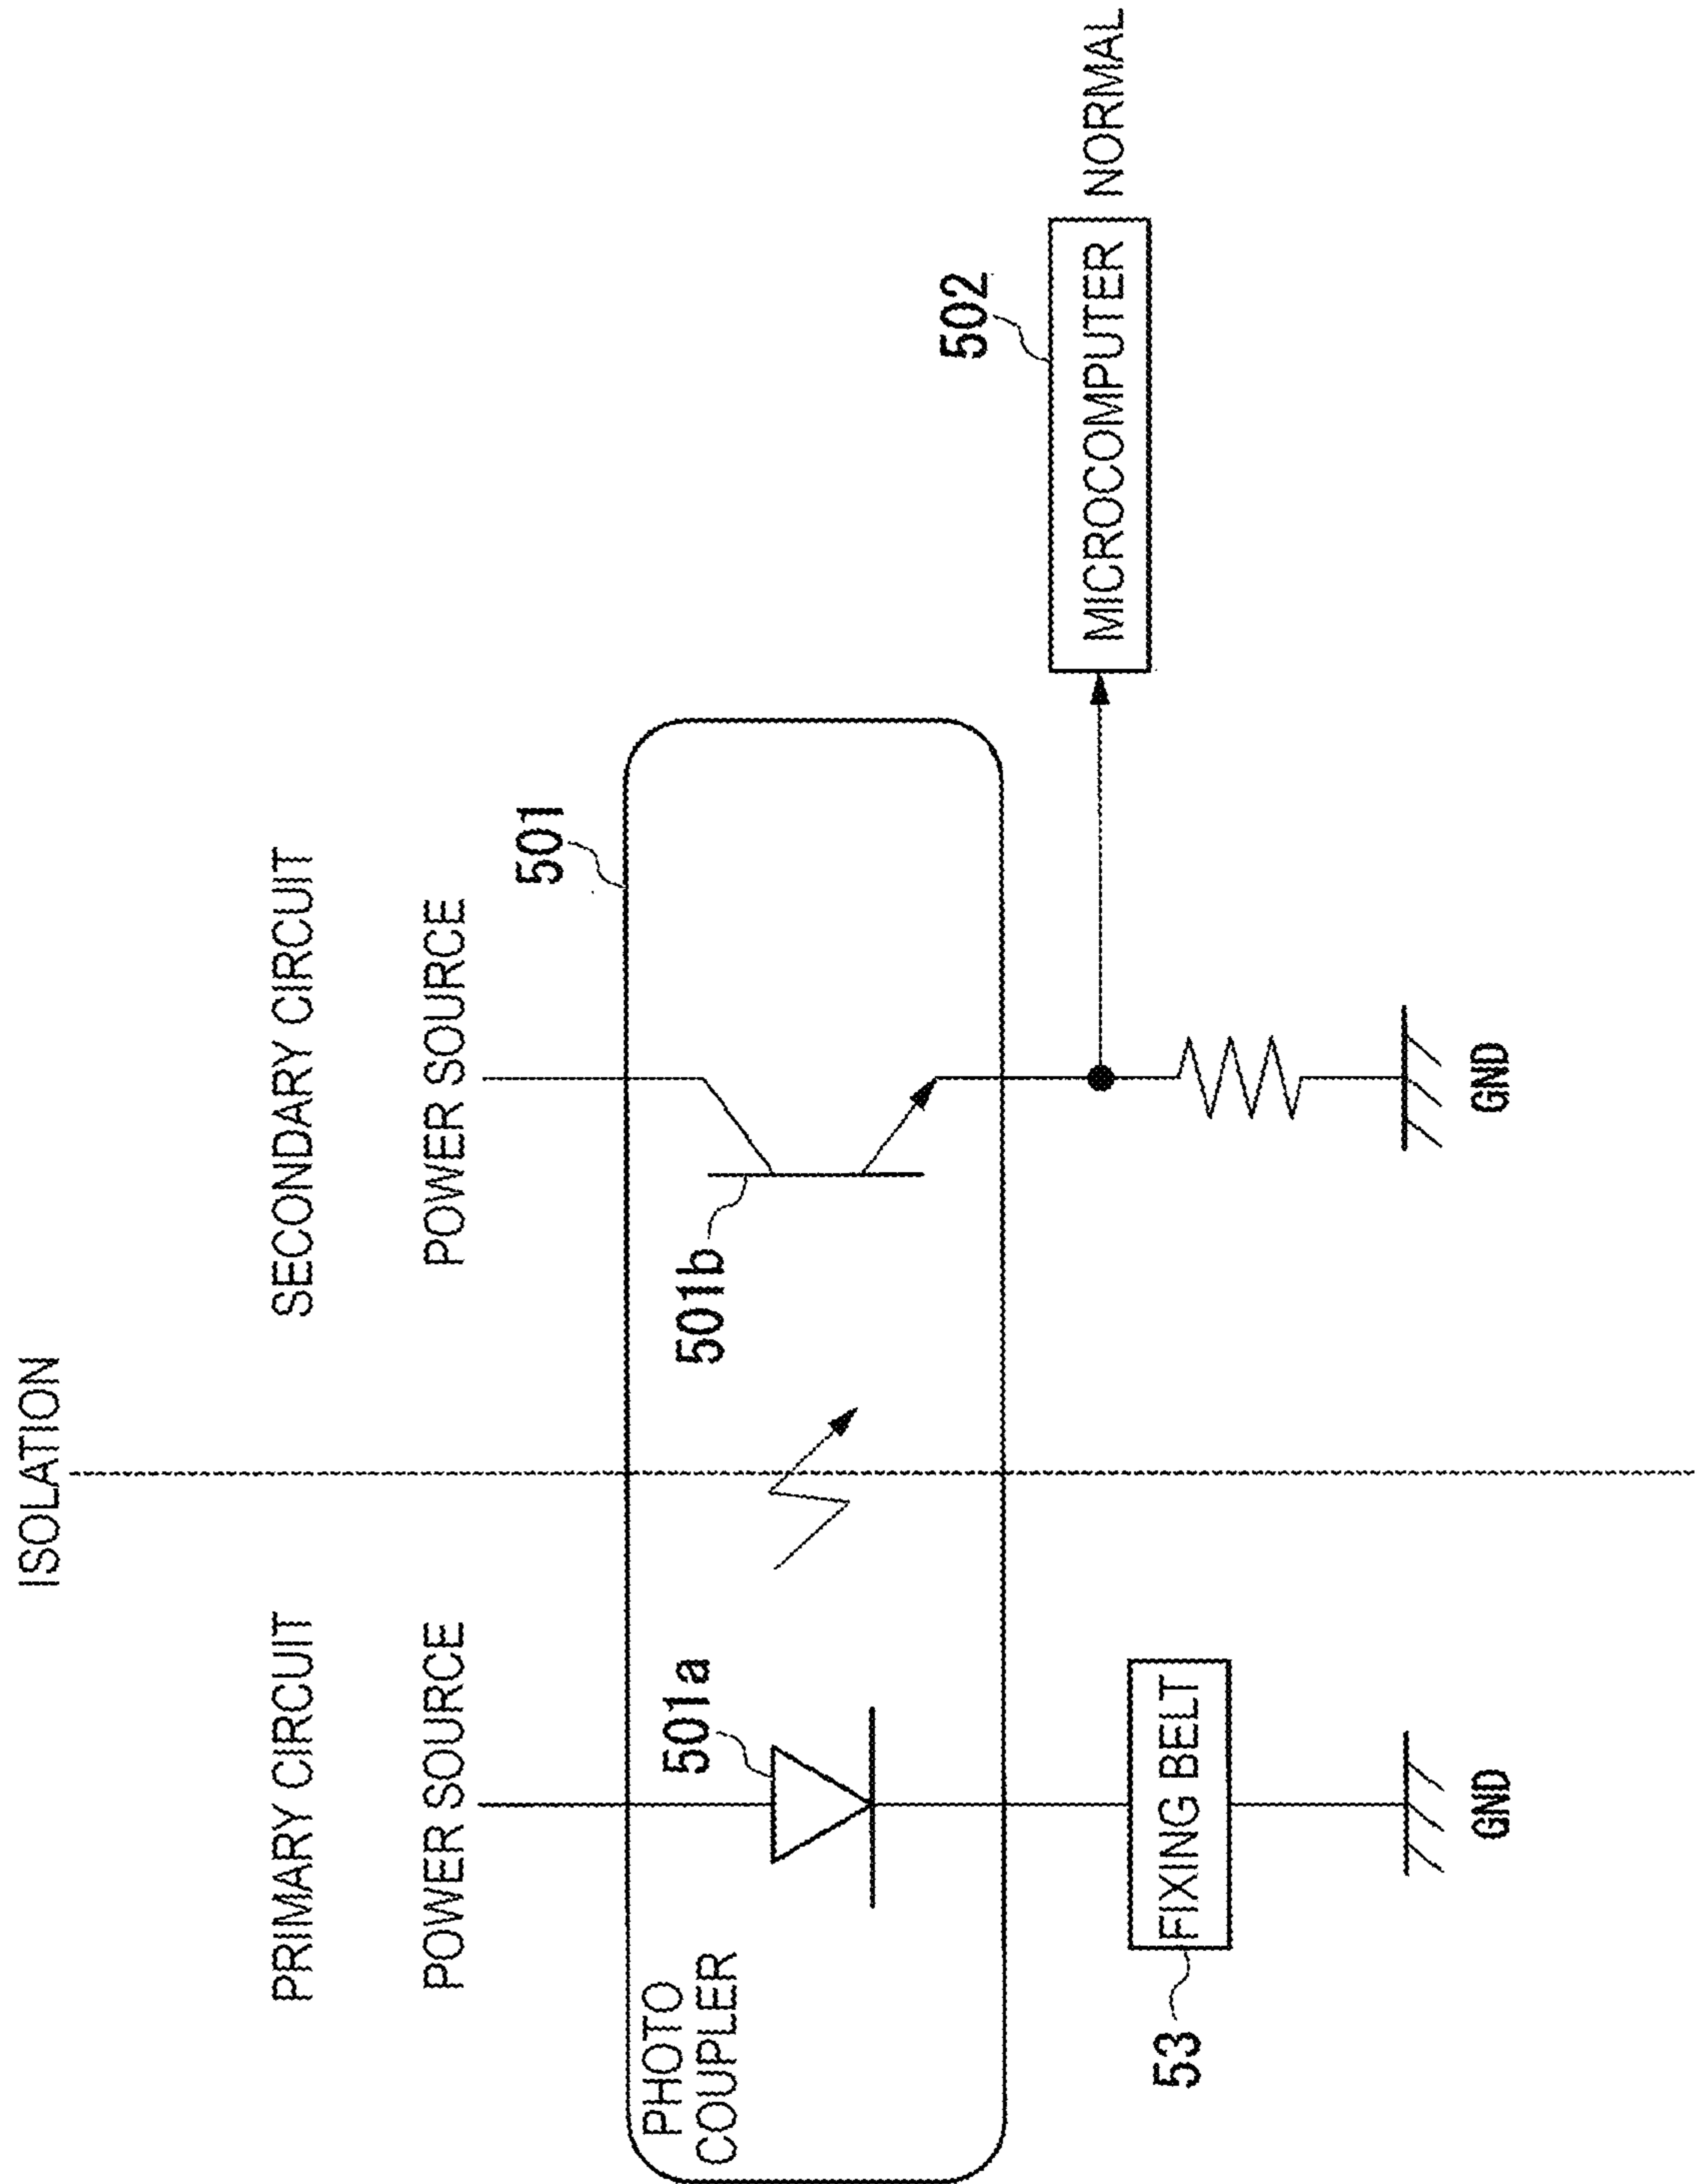 ISOLATION
PRIMARY CIRCUIT
SECONDARY CIRCUIT
POWER SOURCE
POWER SOURCE
501
PHOTO
COUPLER
501a
501b
502
53
FIXING BELT
MICROCOMPUTER
NORMAL
GND
GND